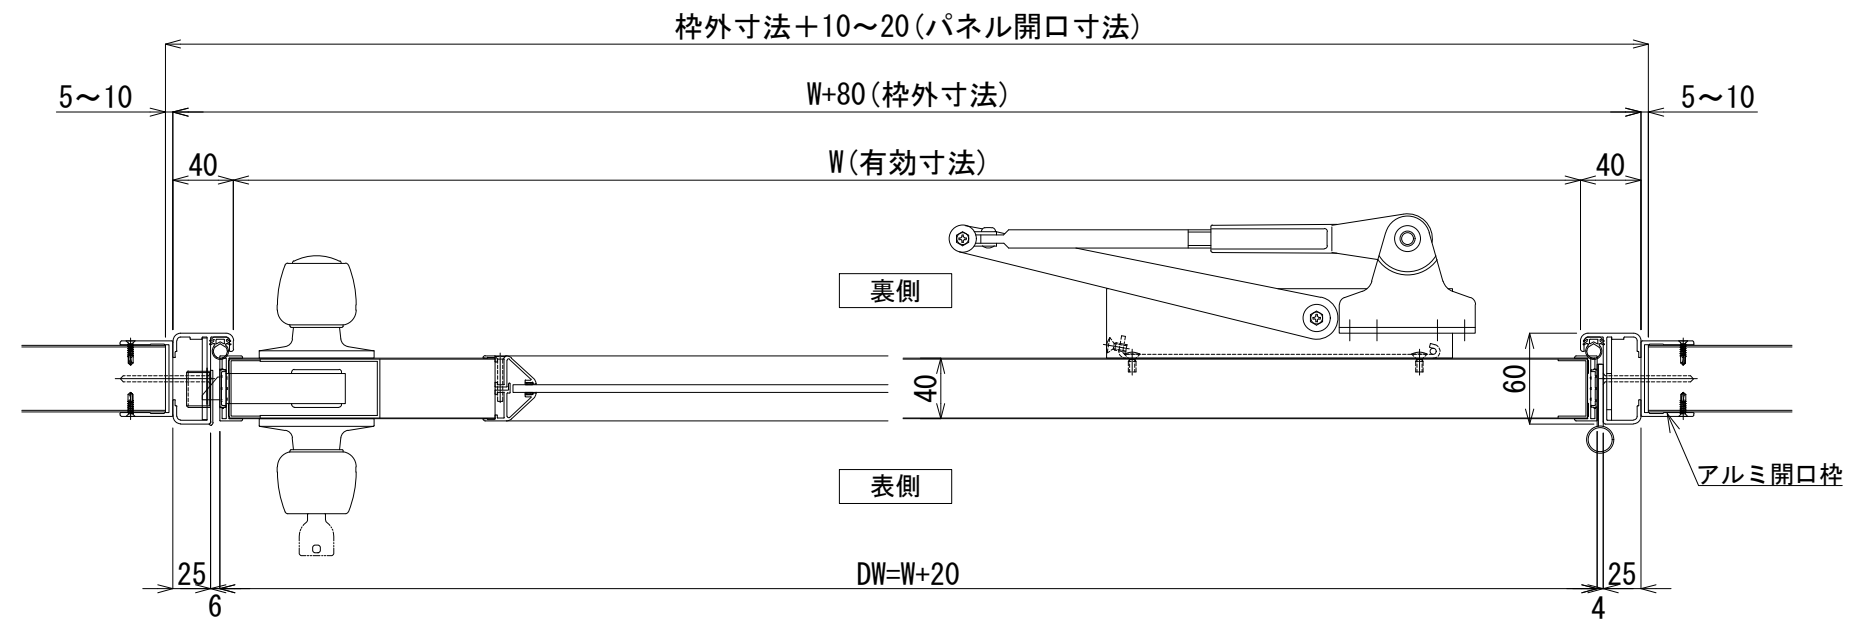 枠外寸法＋10～20(パネル開口寸法)
5～10
W+80(枠外寸法)
5～10
40
W(有効寸法)
40
裏側
40
60
表側
アルミ開口枠
25
DW=W+20
25
6
4